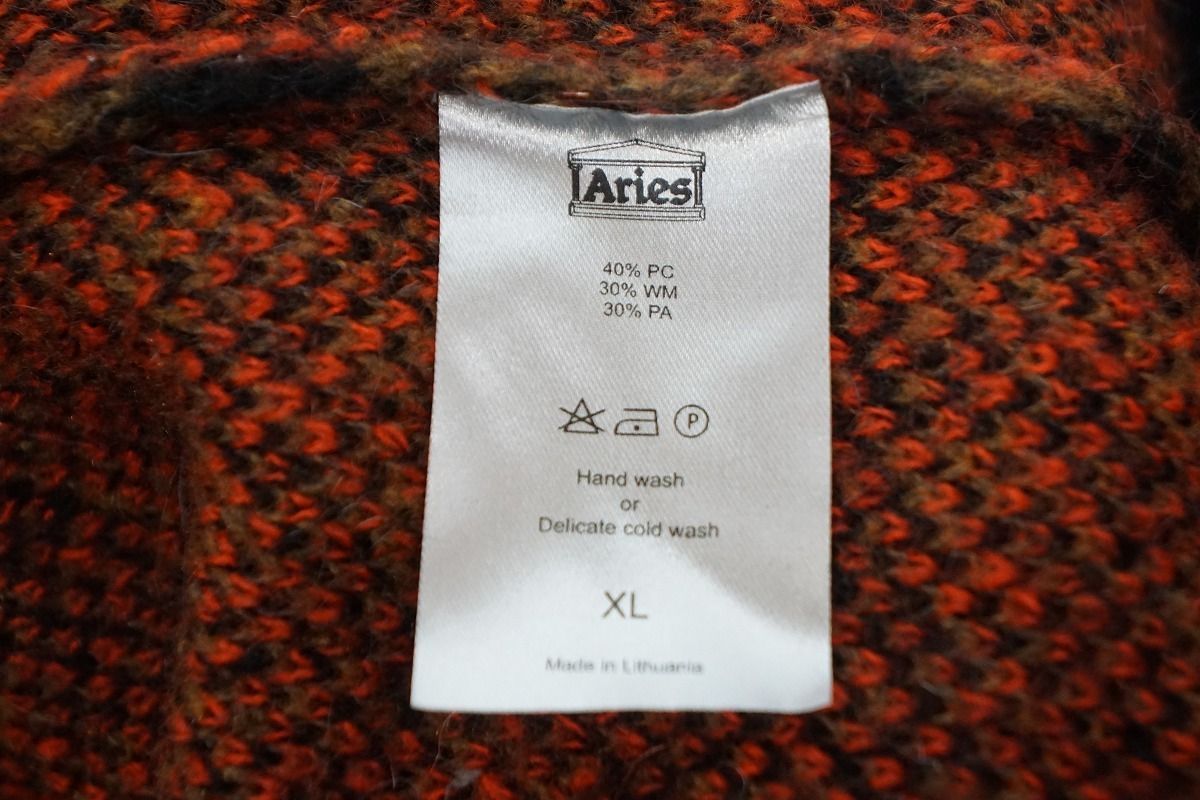 Aries
40% PC
30% WM
30% PA
P
Hand wash
or
Delicate cold wash
XL
Made in Lithuania